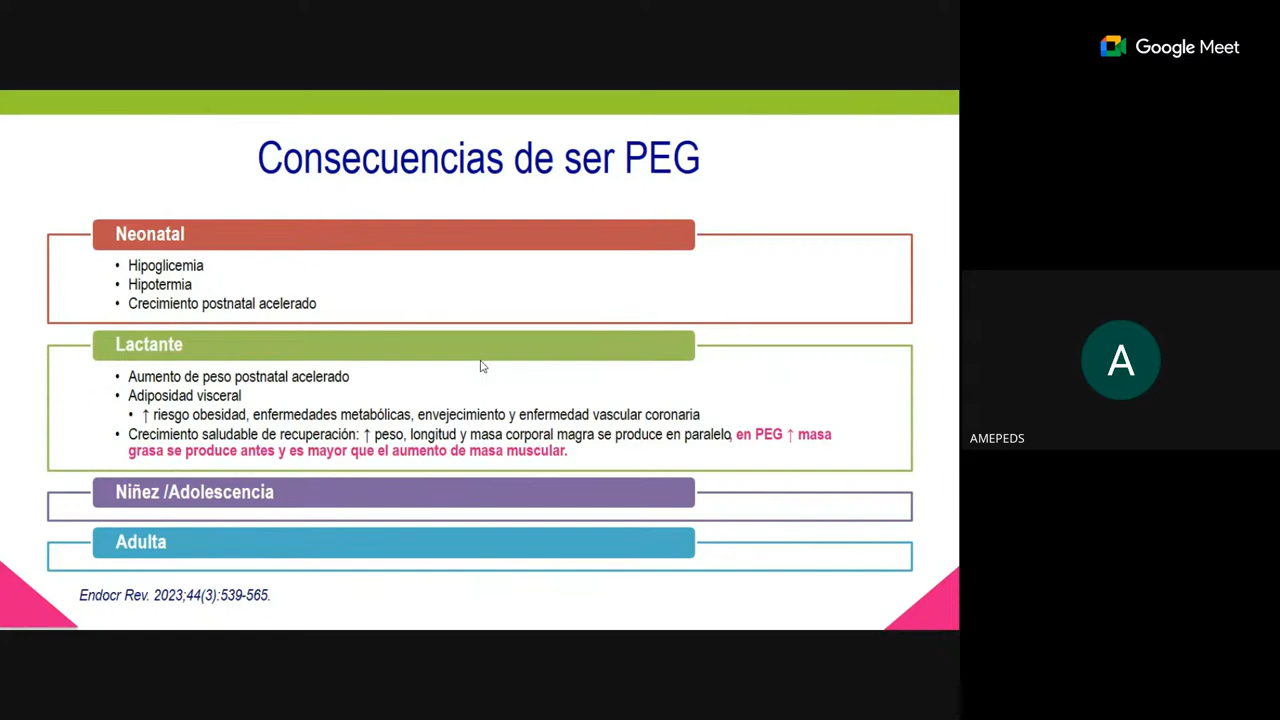 Google Meet
Consecuencias de ser PEG
Neonatal
• Hipoglicemia
• Hipotermia
• Crecimiento postnatal acelerado
Lactante
• Aumento de peso postnatal acelerado
• Adiposidad visceral
• ↑ riesgo obesidad, enfermedades metabólicas, envejecimiento y enfermedad vascular coronaria
• Crecimiento saludable de recuperación: ↑ peso, longitud y masa corporal magra se produce en paralelo, en PEG ↑ masa
grasa se produce antes y es mayor que el aumento de masa muscular.
Niñez /Adolescencia
Adulta
Endocr Rev. 2023;44(3):539-565.
A
AMEPEDS